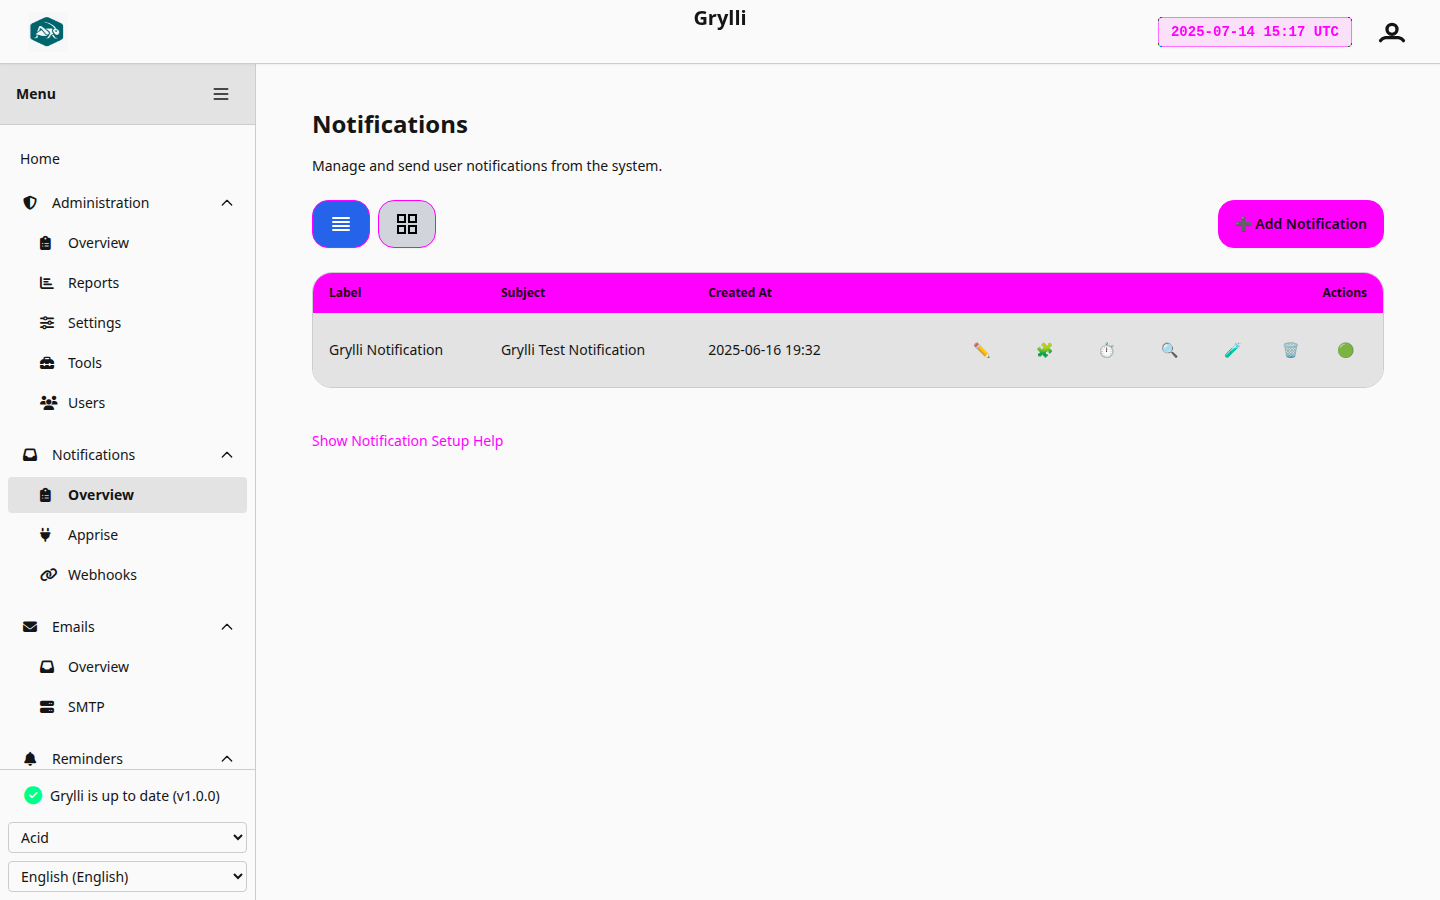 Grylli
2025-07-14 15:17 UTC
Menu
Home
Administration
Overview
Reports
Settings
Tools
Users
Notifications
Overview
Apprise
Webhooks
Emails
Overview
SMTP
Reminders
Grylli is up to date (v1.0.0)
Acid
English (English)
Notifications
Manage and send user notifications from the system.
➕ Add Notification
Label Subject Created At Actions
Grylli Notification Grylli Test Notification 2025-06-16 19:32
Show Notification Setup Help